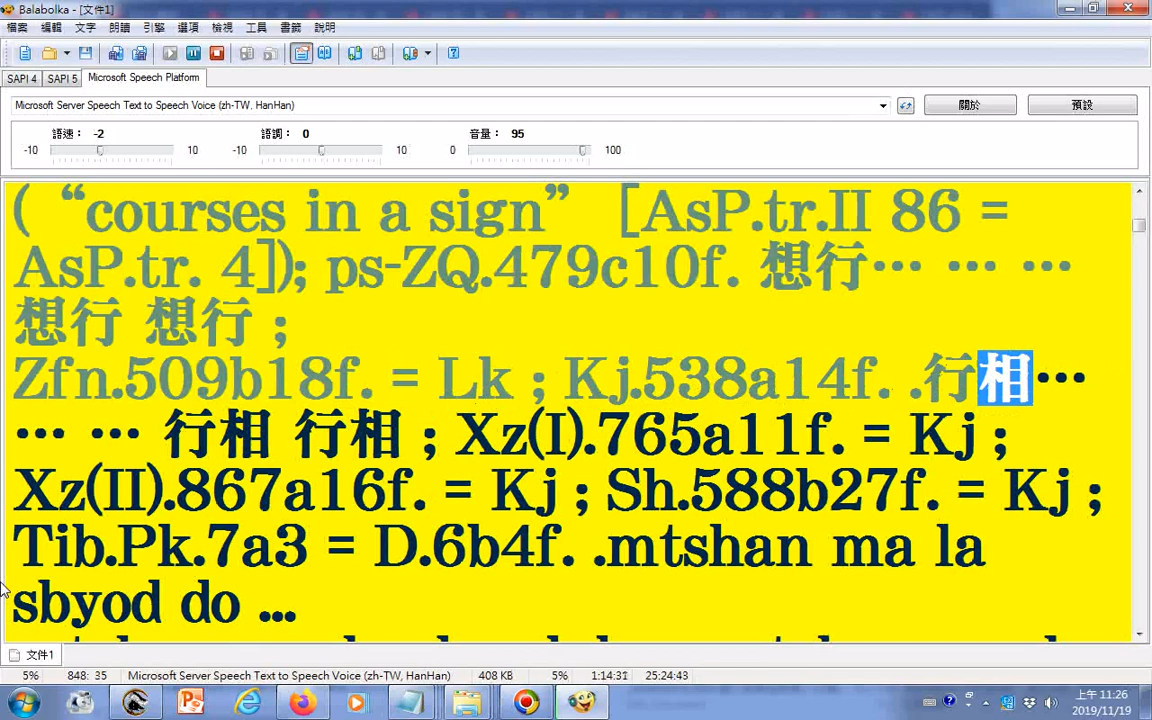 Balabolka - [文件1]
檔案 編輯 文字 朗讀 引擎 選項 檢視 工具 書籤 說明
SAPI 4 SAPI 5 Microsoft Speech Platform
Microsoft Server Speech Text to Speech Voice (zh-TW, HanHan) 關於 預設
語速： -2 語調： 0 音量： 95
-10 10 -10 10 0 100
(“courses in a sign” [AsP.tr.II 86 =
AsP.tr. 4]); ps-ZQ.479c10f. 想行… … …
想行 想行 ;
Zfn.509b18f. = Lk ; Kj.538a14f. .行相…
… … 行相 行相 ; Xz(I).765a11f. = Kj ;
Xz(II).867a16f. = Kj ; Sh.588b27f. = Kj ;
Tib.Pk.7a3 = D.6b4f. .mtshan ma la
sbyod do ...
文件1
5% 848: 35 Microsoft Server Speech Text to Speech Voice (zh-TW, HanHan) 408 KB 5% 1:14:31 25:24:43
上午 11:26
2019/11/19